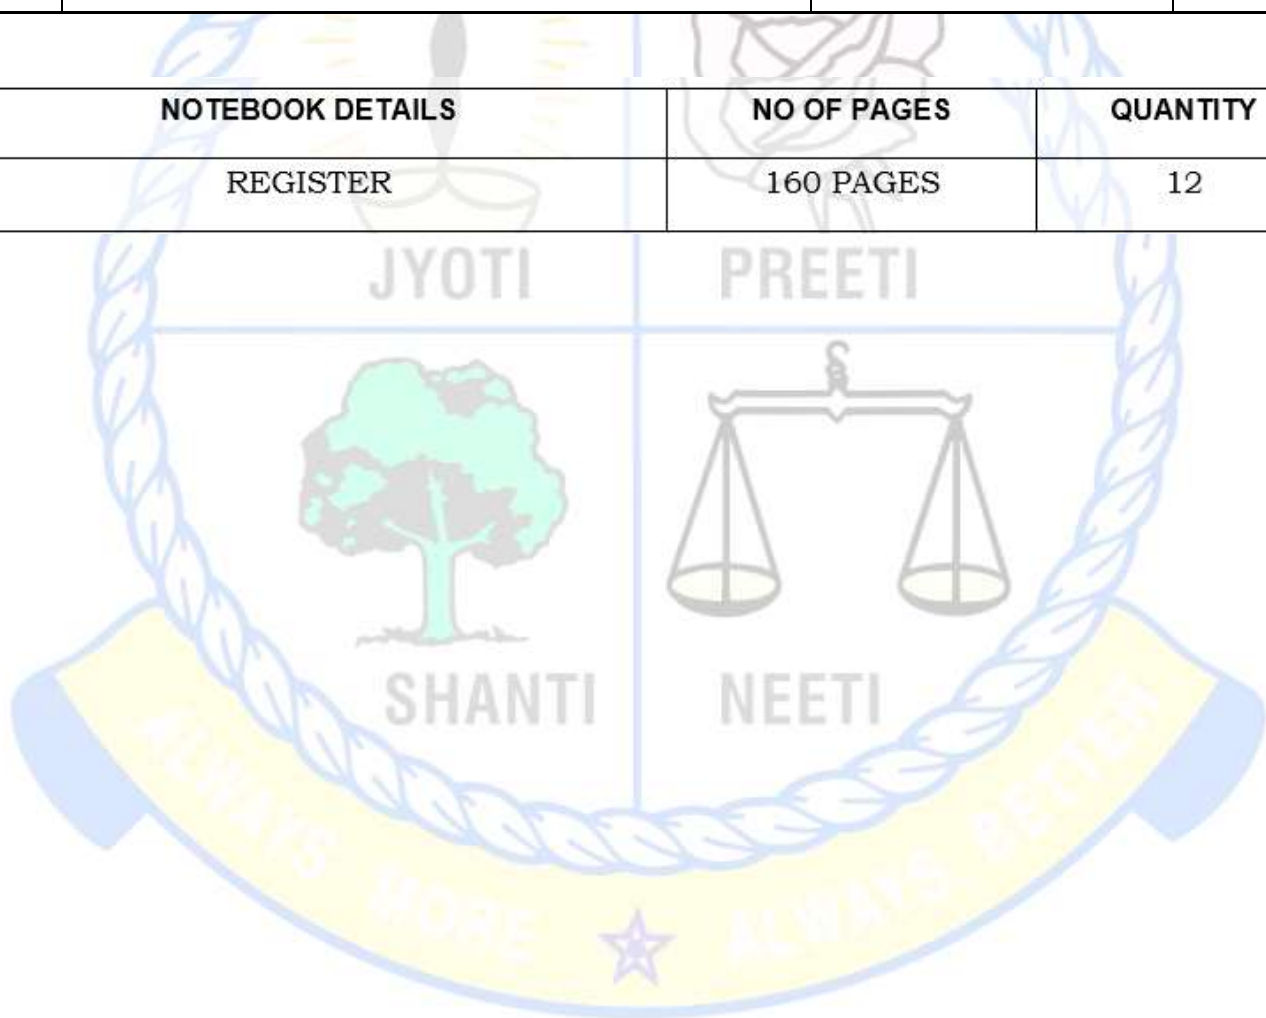 NOTEBOOK DETAILS NO OF PAGES QUANTITY
REGISTER 160 PAGES 12
JYOTI PREETI
SHANTI NEETI
ALWAYS MORE ALWAYS BETTER